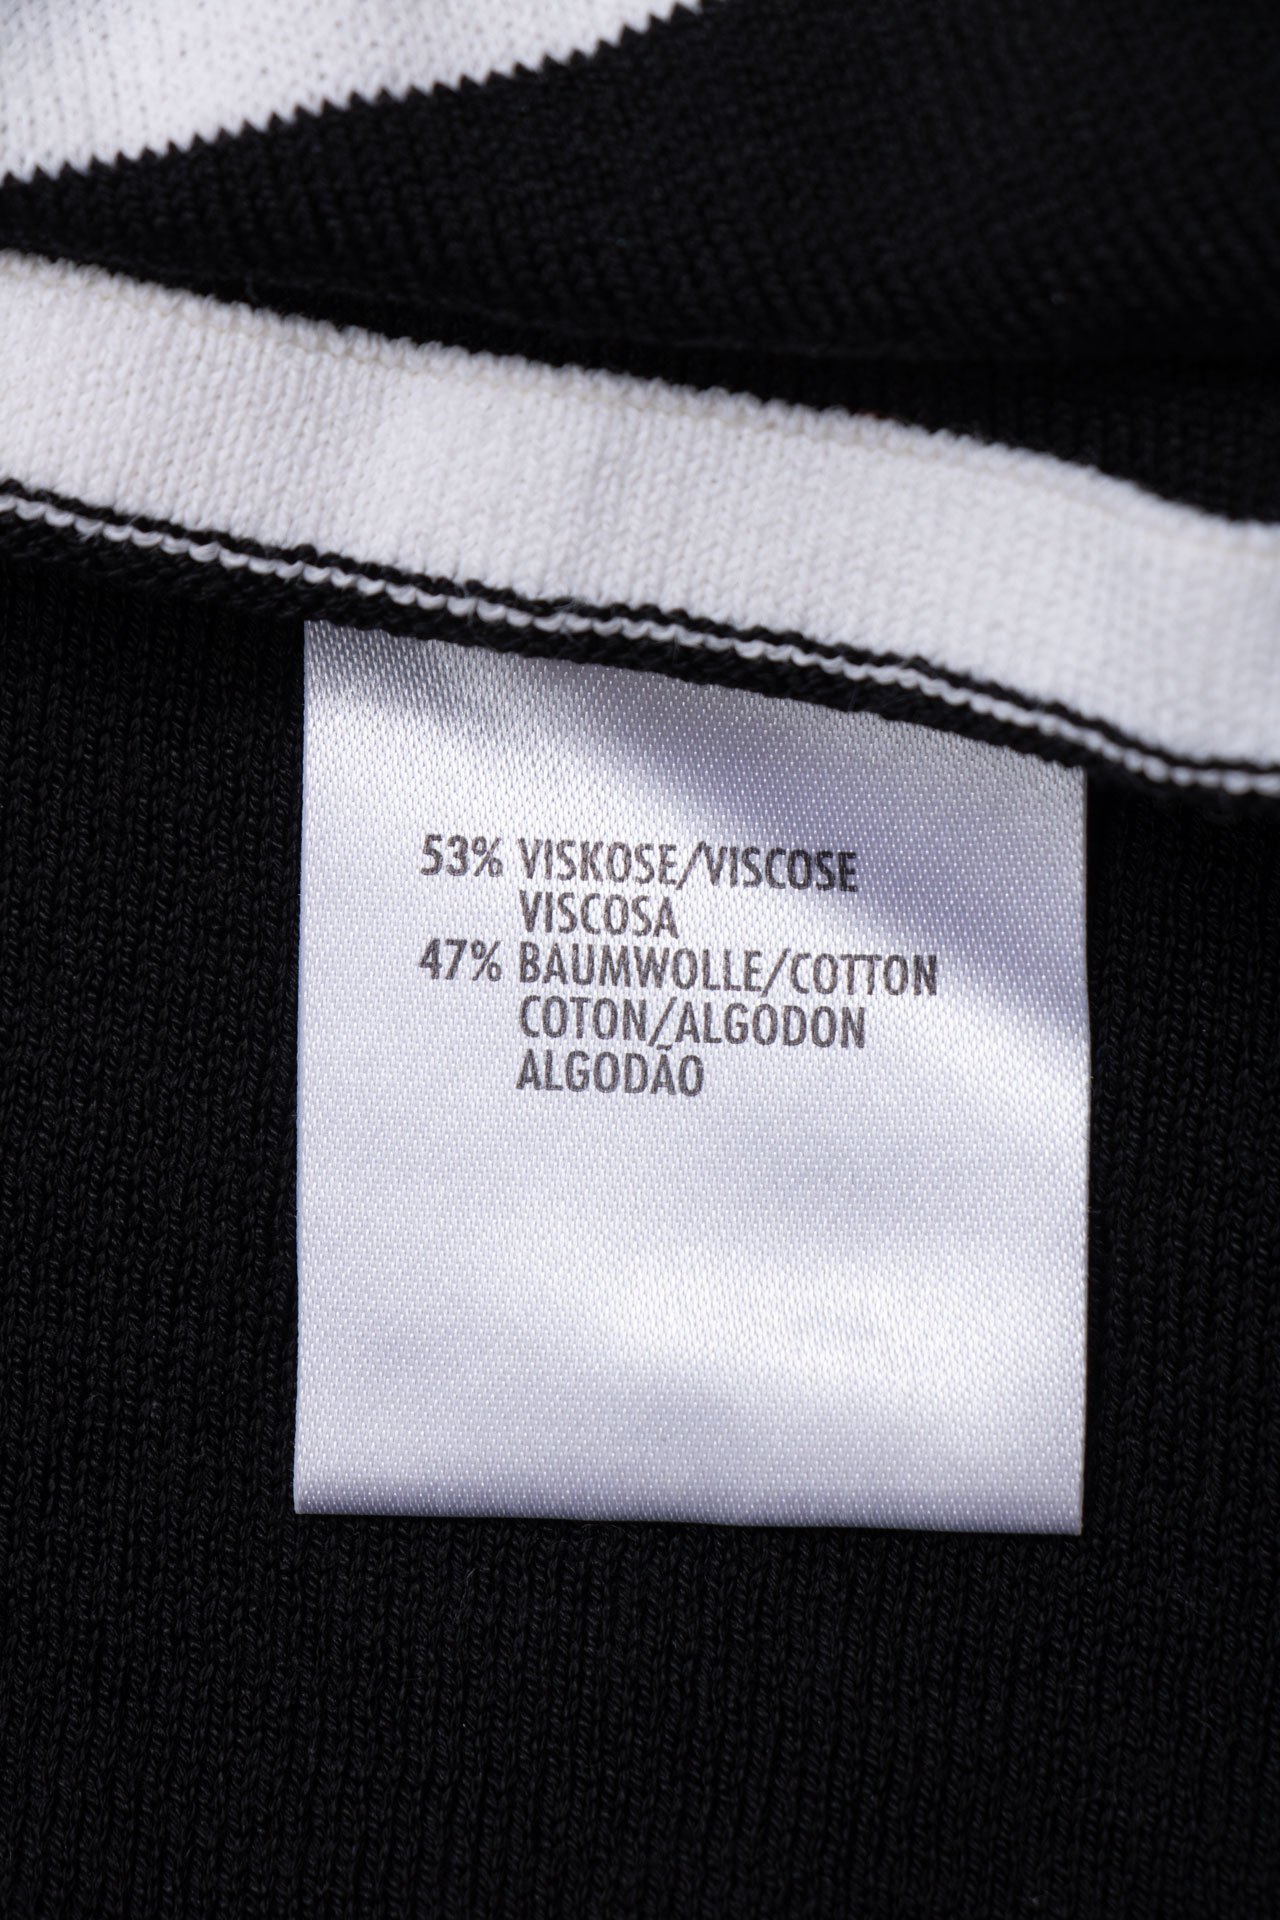 53% VISKOSE/VISCOSE
VISCOSA
47% BAUMWOLLE/COTTON
COTON/ALGODON
ALGODÃO